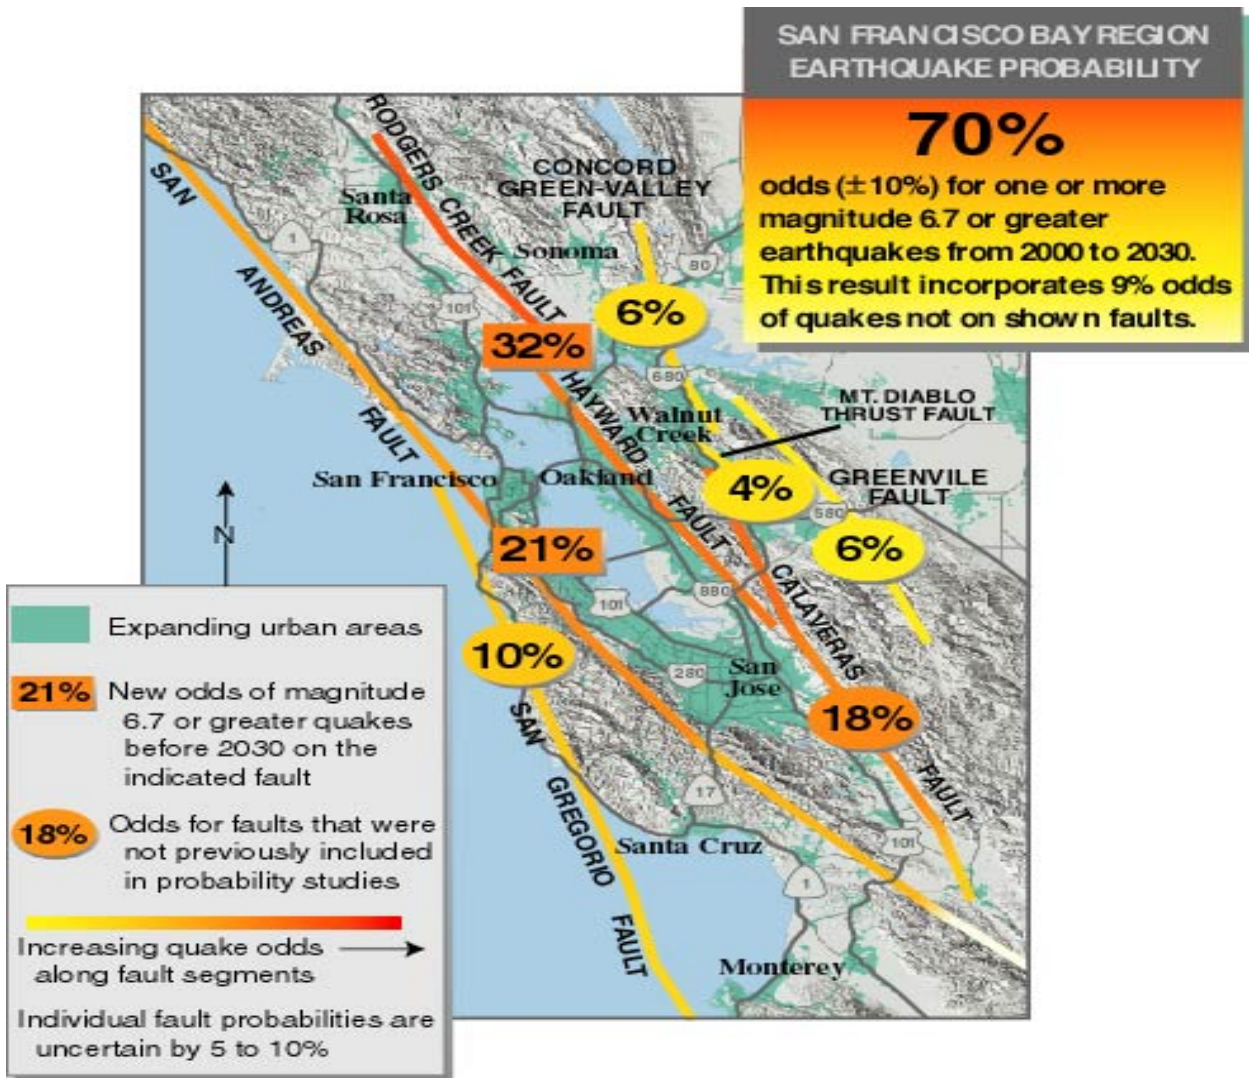 SAN FRANCISCO BAY REGION
EARTHQUAKE PROBABILITY
70%
odds (±10%) for one or more
magnitude 6.7 or greater
earthquakes from 2000 to 2030.
This result incorporates 9% odds
of quakes not on shown faults.
RODGERS CREEK FAULT
SAN ANDREAS FAULT
CONCORD
GREEN-VALLEY
FAULT
Santa
Rosa
Sonoma
1
80
101
6%
32%
HAYWARD FAULT
680
MT. DIABLO
THRUST FAULT
Walnut
Creek
San Francisco
Oakland
4%
GREENVILE
FAULT
580
N
21%
6%
CALAVERAS FAULT
101
880
10%
280
San
Jose
18%
SAN GREGORIO FAULT
17
Santa Cruz
101
1
Monterey
Expanding urban areas
21% New odds of magnitude
6.7 or greater quakes
before 2030 on the
indicated fault
18% Odds for faults that were
not previously included
in probability studies
Increasing quake odds
along fault segments
Individual fault probabilities are
uncertain by 5 to 10%